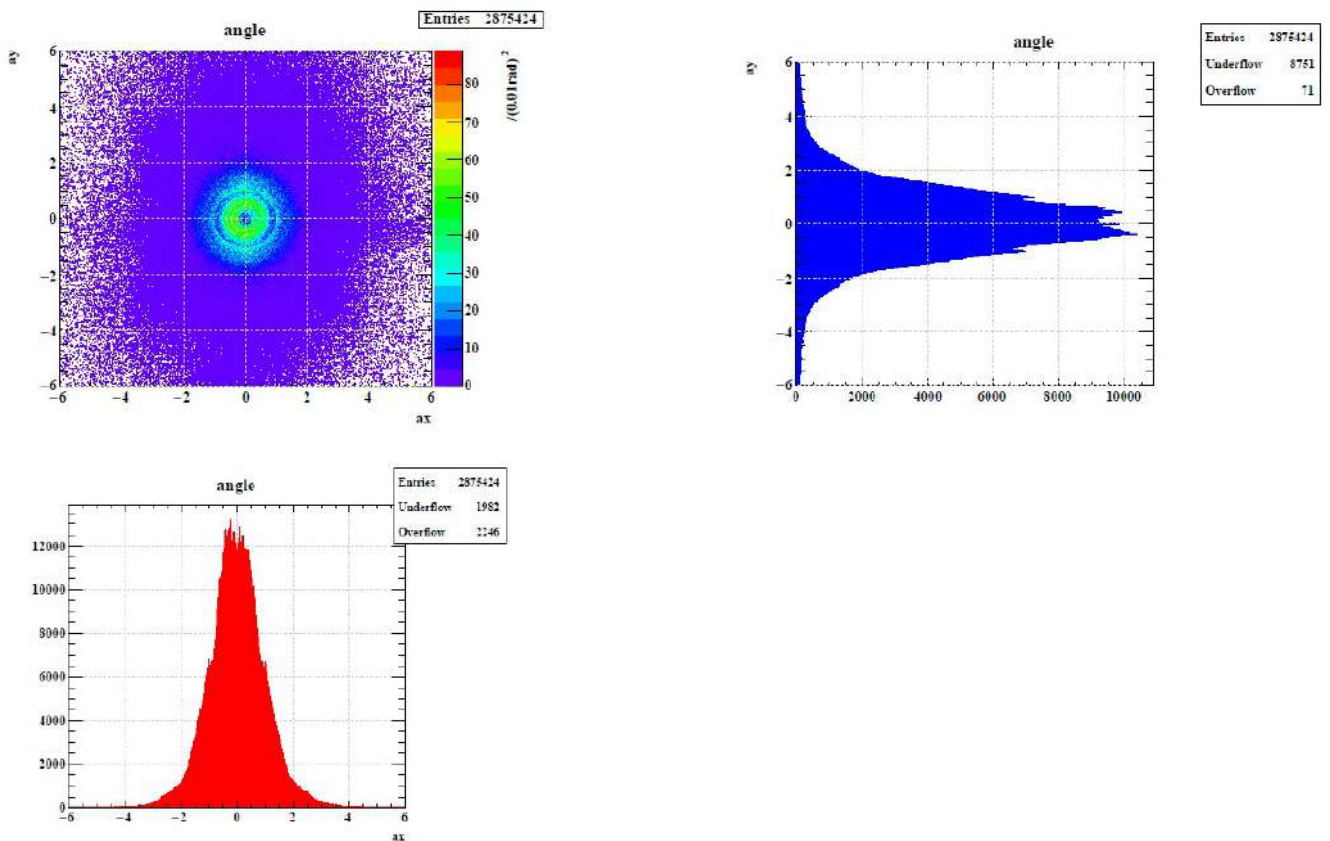 angle
Entries 2875424
ay
6
4
2
0
−2
−4
−6
−6 −4 −2 0 2 4 6
ax
80
70
60
50
40
30
20
10
0
/(0.01rad)²
angle
Entries 2875424
Underflow 8751
Overflow 71
ay
6
4
2
0
−2
−4
−6
0 2000 4000 6000 8000 10000
angle
Entries 2875424
Underflow 1982
Overflow 2246
12000
10000
8000
6000
4000
2000
0
−6 −4 −2 0 2 4 6
ax